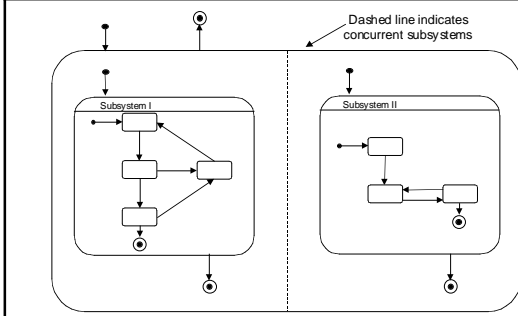 Dashed line indicates
concurrent subsystems
Subsystem I
Subsystem II